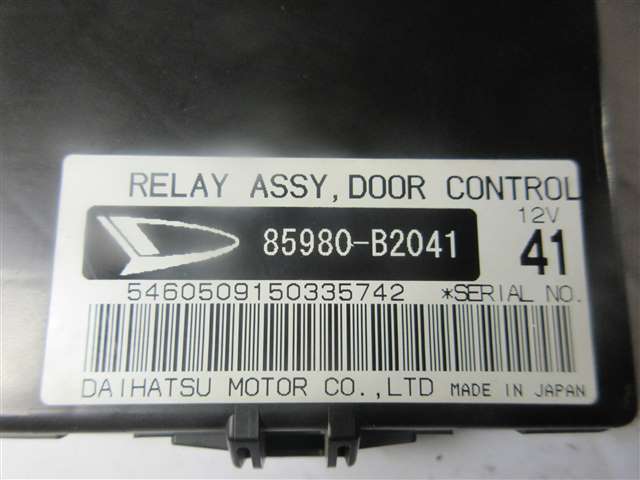 RELAY ASSY, DOOR CONTROL
12V
85980-B2041
41
5460509150335742 *SERIAL NO.
DAIHATSU MOTOR CO.,LTD MADE IN JAPAN